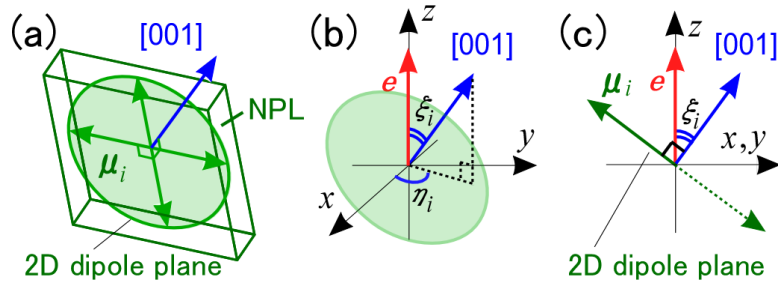 (a)
[001]
NPL
μi
2D dipole plane
(b)
z
[001]
e
ξi
y
x
ηi
(c)
z
[001]
μi
e
ξi
x, y
2D dipole plane